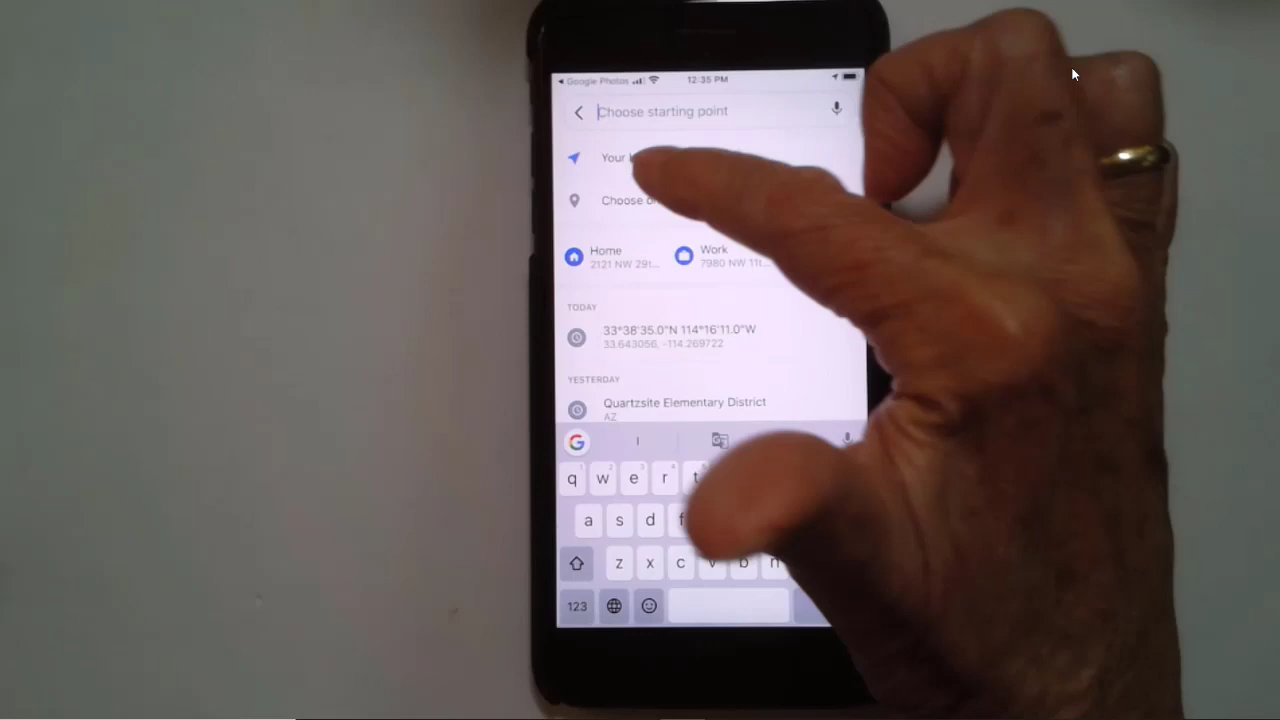 Google Photos 12:35 PM
Choose starting point
Your
Choose
Home Work
2121 NW 29t... 7980 NW 11t...
TODAY
33°38'35.0"N 114°16'11.0"W
33.643056, -114.269722
YESTERDAY
Quartzsite Elementary District
AZ
G I
q w e r t
a s d f
z x c v b n
123